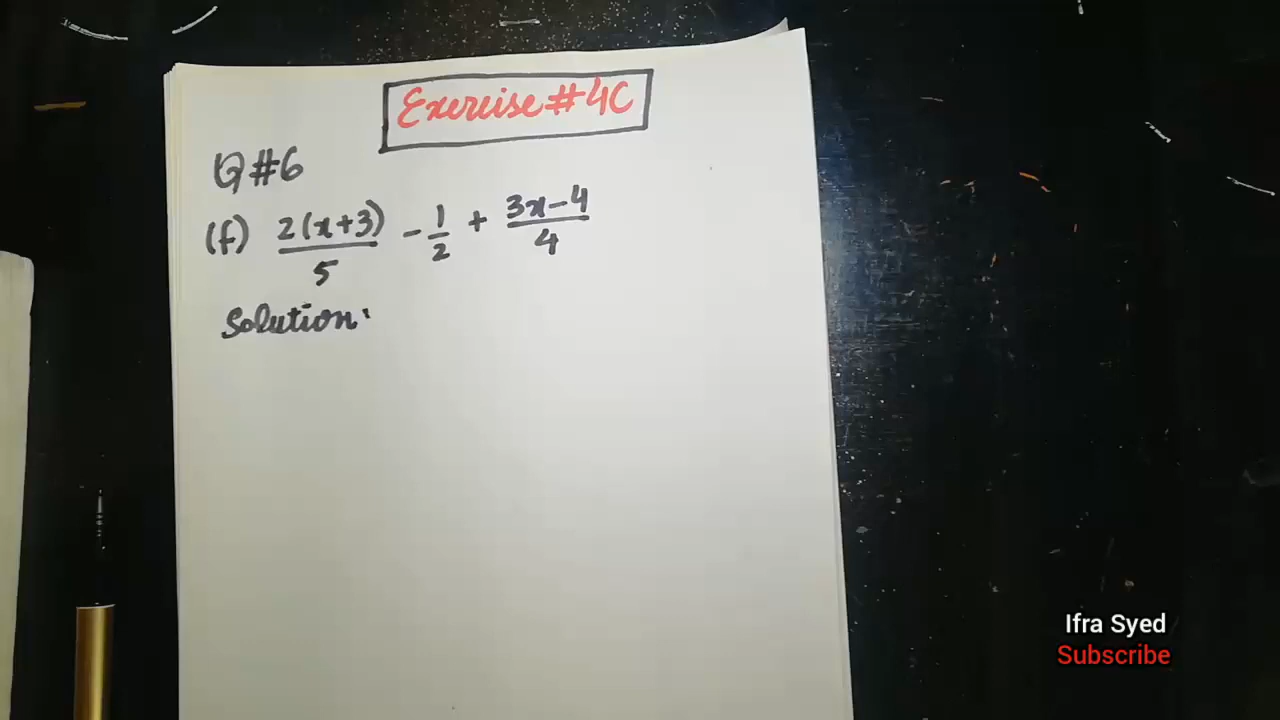 Exercise #4C
Q#6
(f) 2(x+3)/5 - 1/2 + 3x-4/4
Solution:
Ifra Syed
Subscribe